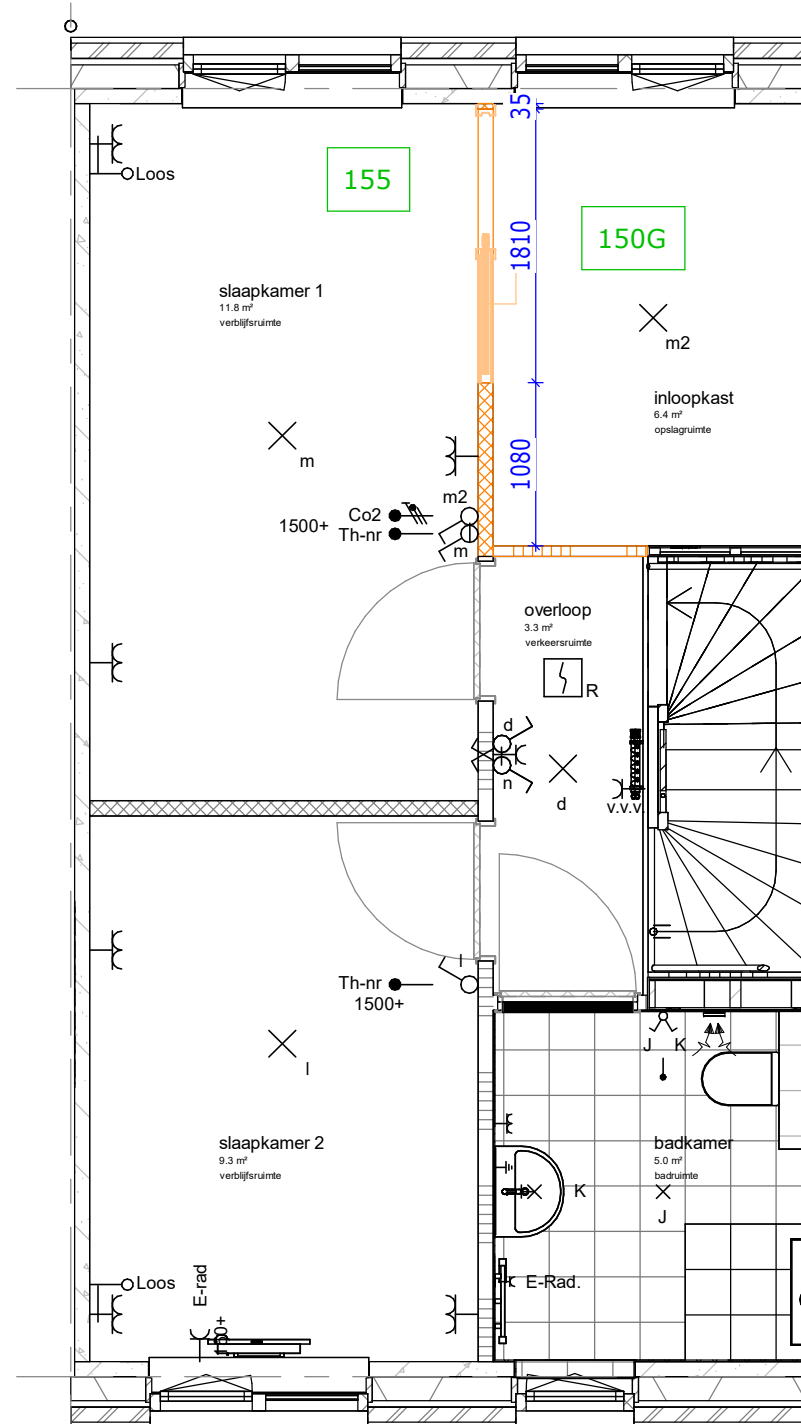 35
Loos
155
150G
1810
slaapkamer 1
11.8 m²
verblijfsruimte
m2
inloopkast
6.4 m²
opslagruimte
m
1080
m2
Co2
1500+
Th-nr
m
overloop
3.3 m²
verkeersruimte
R
d
n
d
v.v.v.
l
Th-nr
1500+
J K
l
slaapkamer 2
9.3 m²
verblijfsruimte
badkamer
5.0 m²
badruimte
K
J
Loos
E-rad
E-Rad.